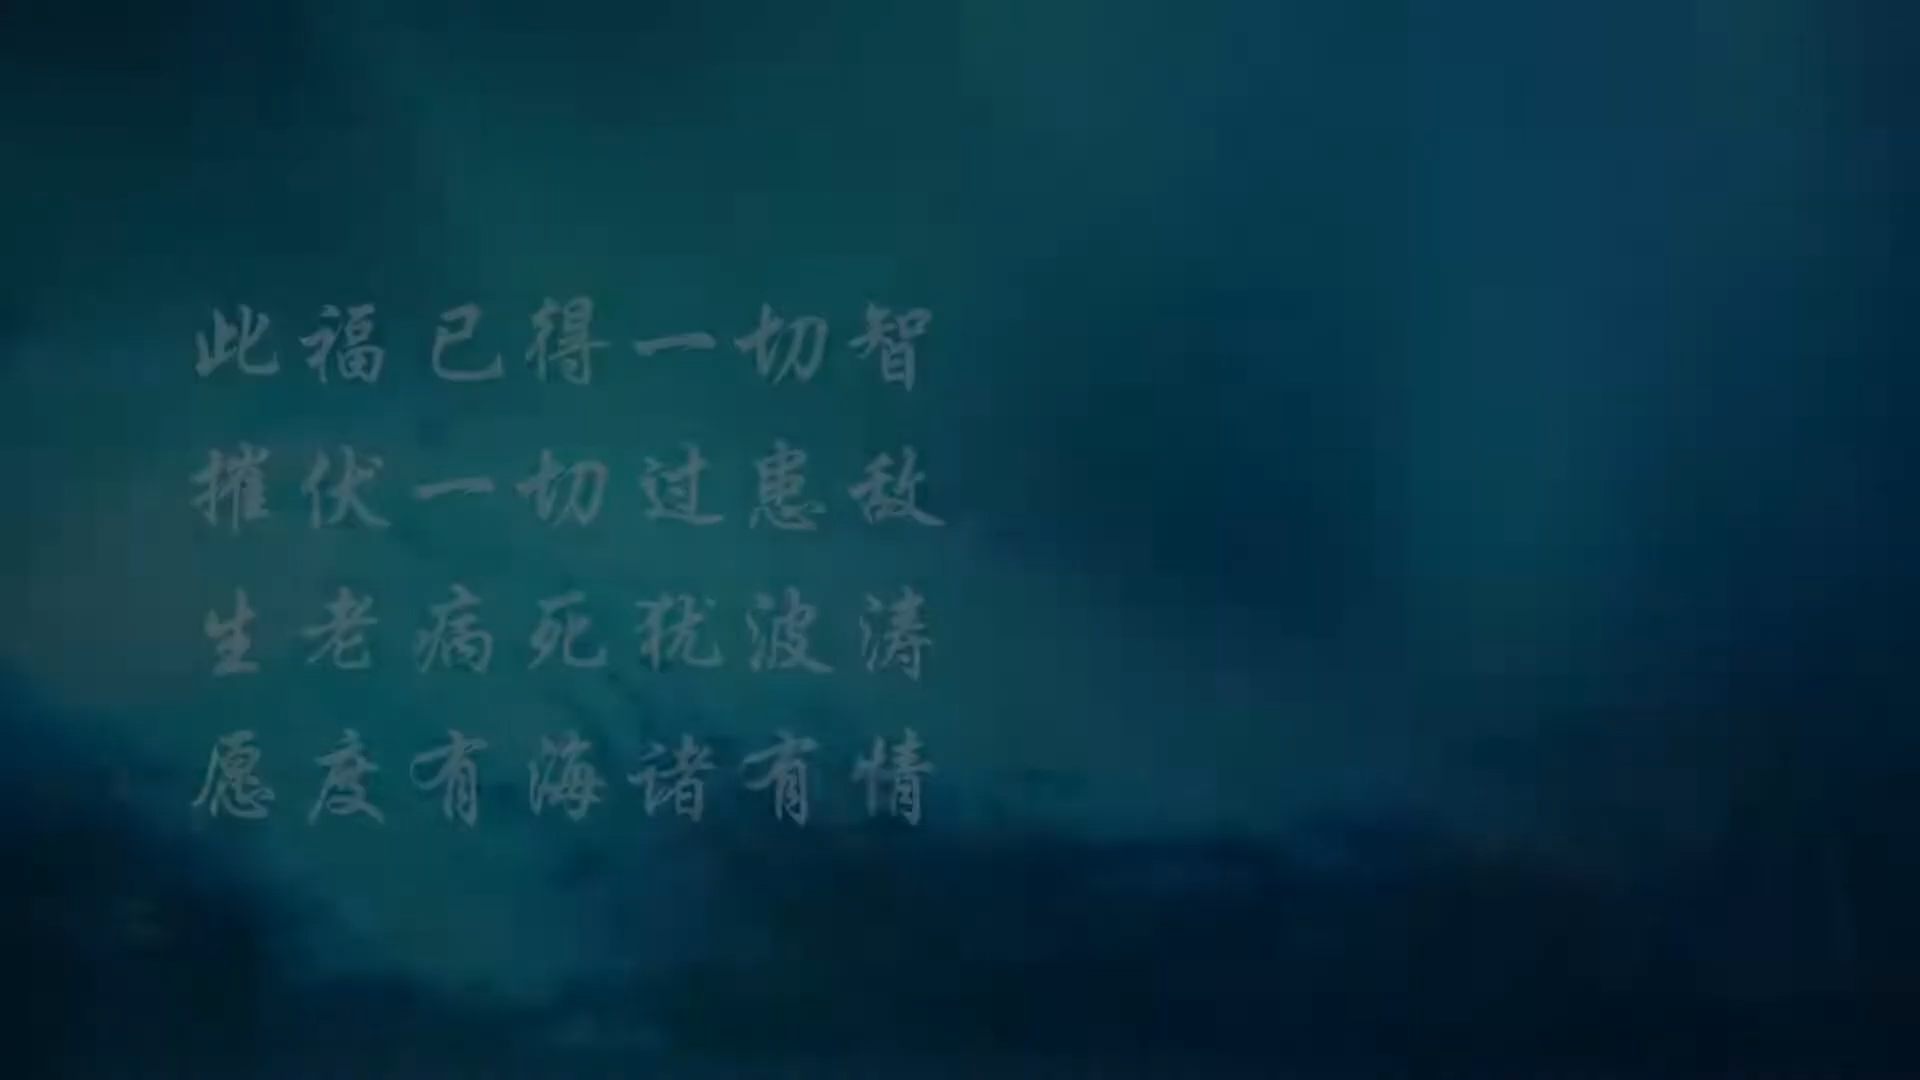 此福已得一切智
摧伏一切过患敌
生老病死犹波涛
愿度有海诸有情